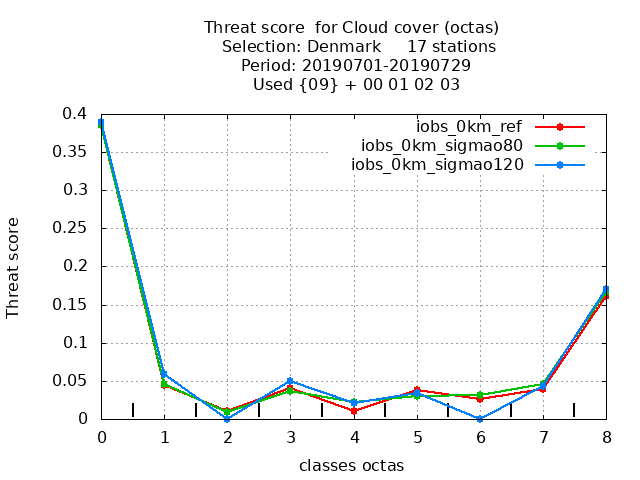 Threat score  for Cloud cover (octas)
Selection: Denmark     17 stations
Period: 20190701-20190729
Used {09} + 00 01 02 03
iobs_0km_ref
iobs_0km_sigmao80
iobs_0km_sigmao120
Threat score
0.4
0.35
0.3
0.25
0.2
0.15
0.1
0.05
0
0 1 2 3 4 5 6 7 8
classes octas